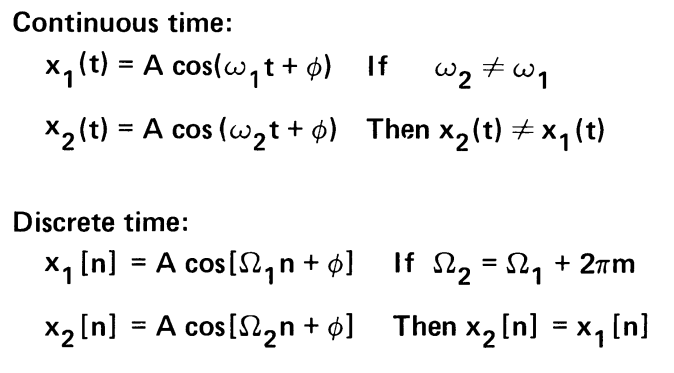 Continuous time:
x₁(t) = A cos(ω₁t + ϕ) If ω₂ ≠ ω₁
x₂(t) = A cos (ω₂t + ϕ) Then x₂(t) ≠ x₁(t)
Discrete time:
x₁[n] = A cos[Ω₁n + ϕ] If Ω₂ = Ω₁ + 2πm
x₂[n] = A cos[Ω₂n + ϕ] Then x₂[n] = x₁[n]